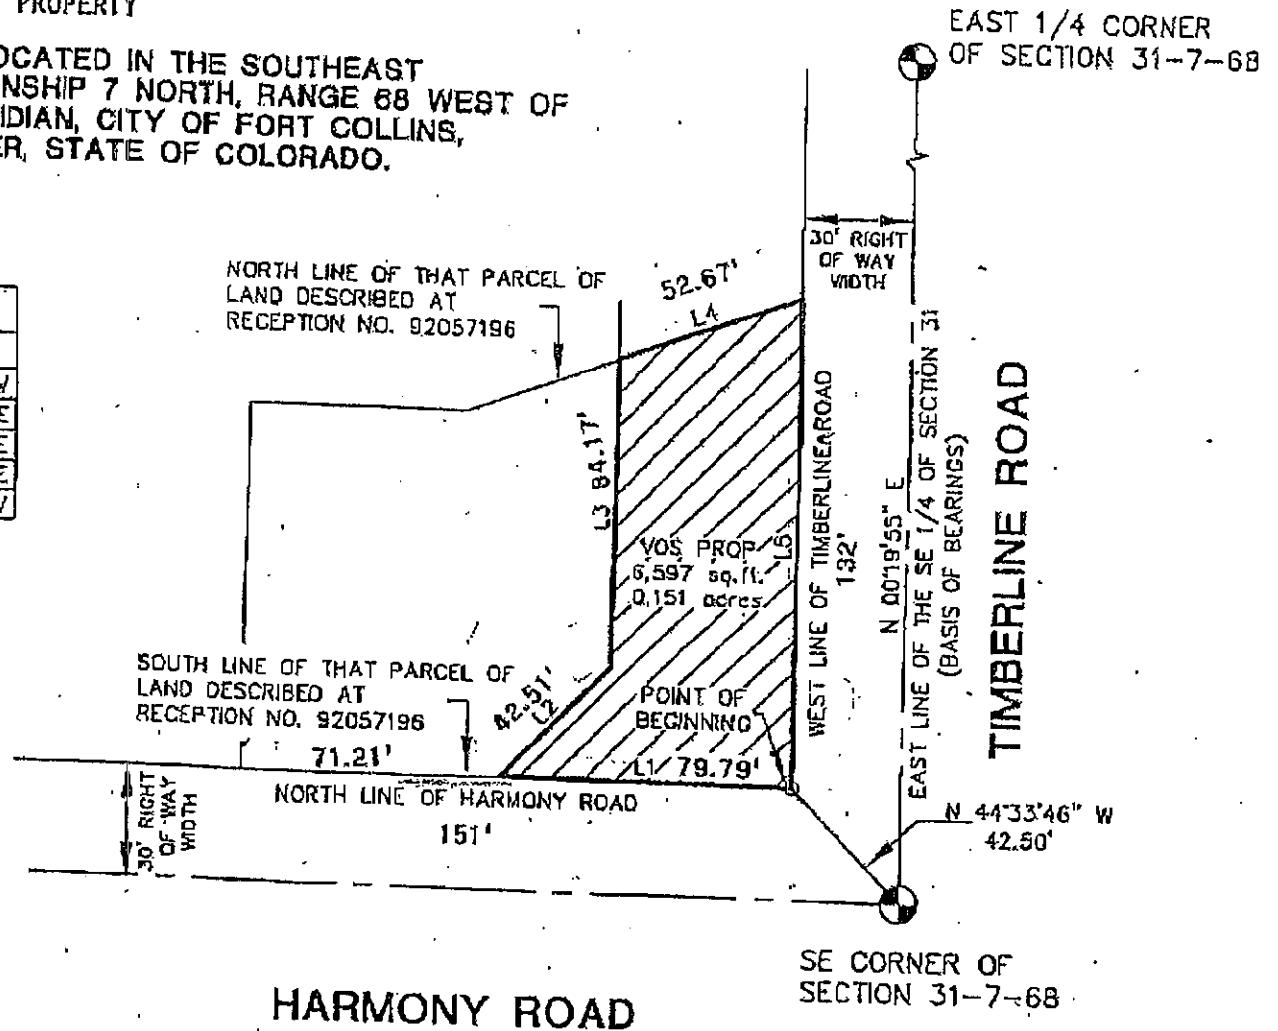 PROPERTY
OCATED IN THE SOUTHEAST
NSHIP 7 NORTH, RANGE 68 WEST OF
IDIAN, CITY OF FORT COLLINS,
ER, STATE OF COLORADO.
EAST 1/4 CORNER
OF SECTION 31-7-68
30' RIGHT
OF WAY
WIDTH
NORTH LINE OF THAT PARCEL OF
LAND DESCRIBED AT
RECEPTION NO. 92057196
52.67'
L4
W
E
E
E
W
L3 84.17'
VOS PROP
6,597 sq.ft.
0.151 acres
L5
WEST LINE OF TIMBERLINE ROAD
132'
N 00°19'55" E
EAST LINE OF THE SE 1/4 OF SECTION 31
(BASIS OF BEARINGS)
TIMBERLINE ROAD
SOUTH LINE OF THAT PARCEL OF
LAND DESCRIBED AT
RECEPTION NO. 92057196
42.51'
L2
POINT OF
BEGINNING
71.21'
L1 79.79'
NORTH LINE OF HARMONY ROAD
151'
30' RIGHT
OF WAY
WIDTH
N 44°33'46" W
42.50'
SE CORNER OF
SECTION 31-7-68
HARMONY ROAD